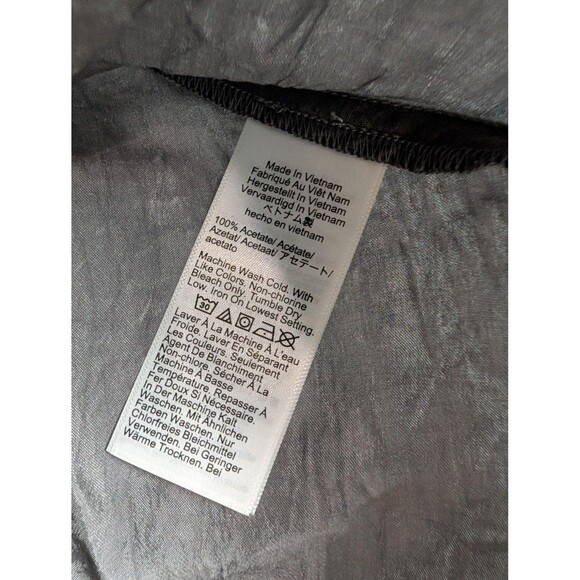 Made In Vietnam
Fabriqué Au Viêt Nam
Hergestellt In Vietnam
Vervaardigd in Vietnam
ベトナム製
hecho en vietnam
100% Acetate/ Acétate/
Azetat/ Acetaat/ アセテート/
acetato
Machine Wash Cold. With
Like Colors. Non-chlorine
Bleach Only. Tumble Dry
Low. Iron On Lowest Setting.
30
Laver À La Machine À L'eau
Froide. Laver En Séparant
Les Couleurs. Seulement
Agent De Blanchiment
Non-chlore. Sécher À La
Machine À Basse
Température. Repasser À
Fer Doux Si Nécessaire.
In Der Maschine Kalt
Waschen. Mit Ähnlichen
Farben Waschen. Nur
Chlorfreies Bleichmittel
Verwenden. Bei Geringer
Wärme Trocknen. Bei